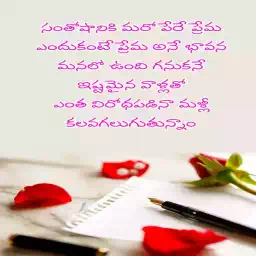 సంతోషానికి మరో పేరే ప్రేమ
ఎందుకంటే ప్రేమ అనే భావన
మనలో ఉంది గనుకనే
ఇష్టమైన వాళ్లతో
ఎంత విరోధపడినా మళ్లీ
కలవగలుగుతున్నాం